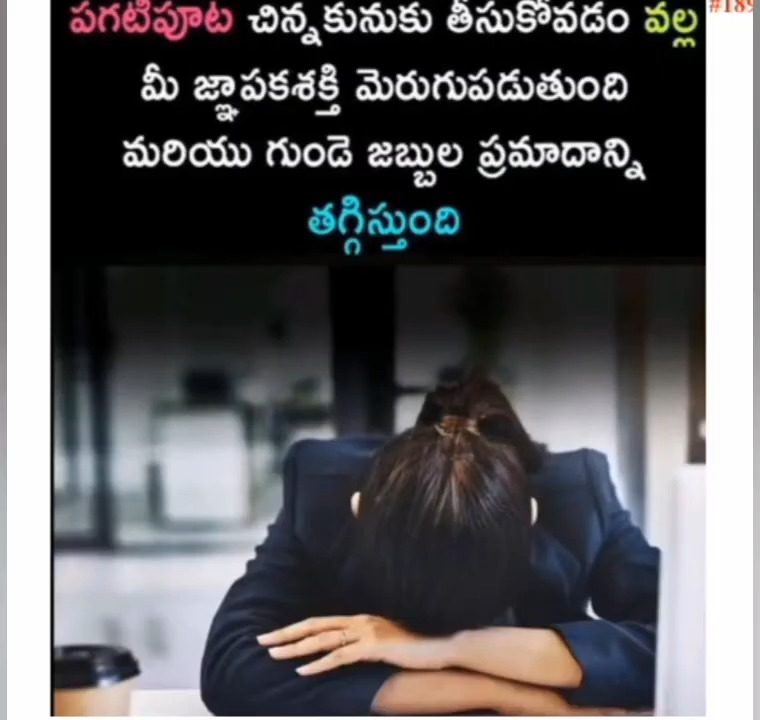 పగటిపూట చిన్నకునుకు తీసుకోవడం వల్ల
మీ జ్ఞాపకశక్తి మెరుగుపడుతుంది
మరియు గుండె జబ్బుల ప్రమాదాన్ని
తగ్గిస్తుంది